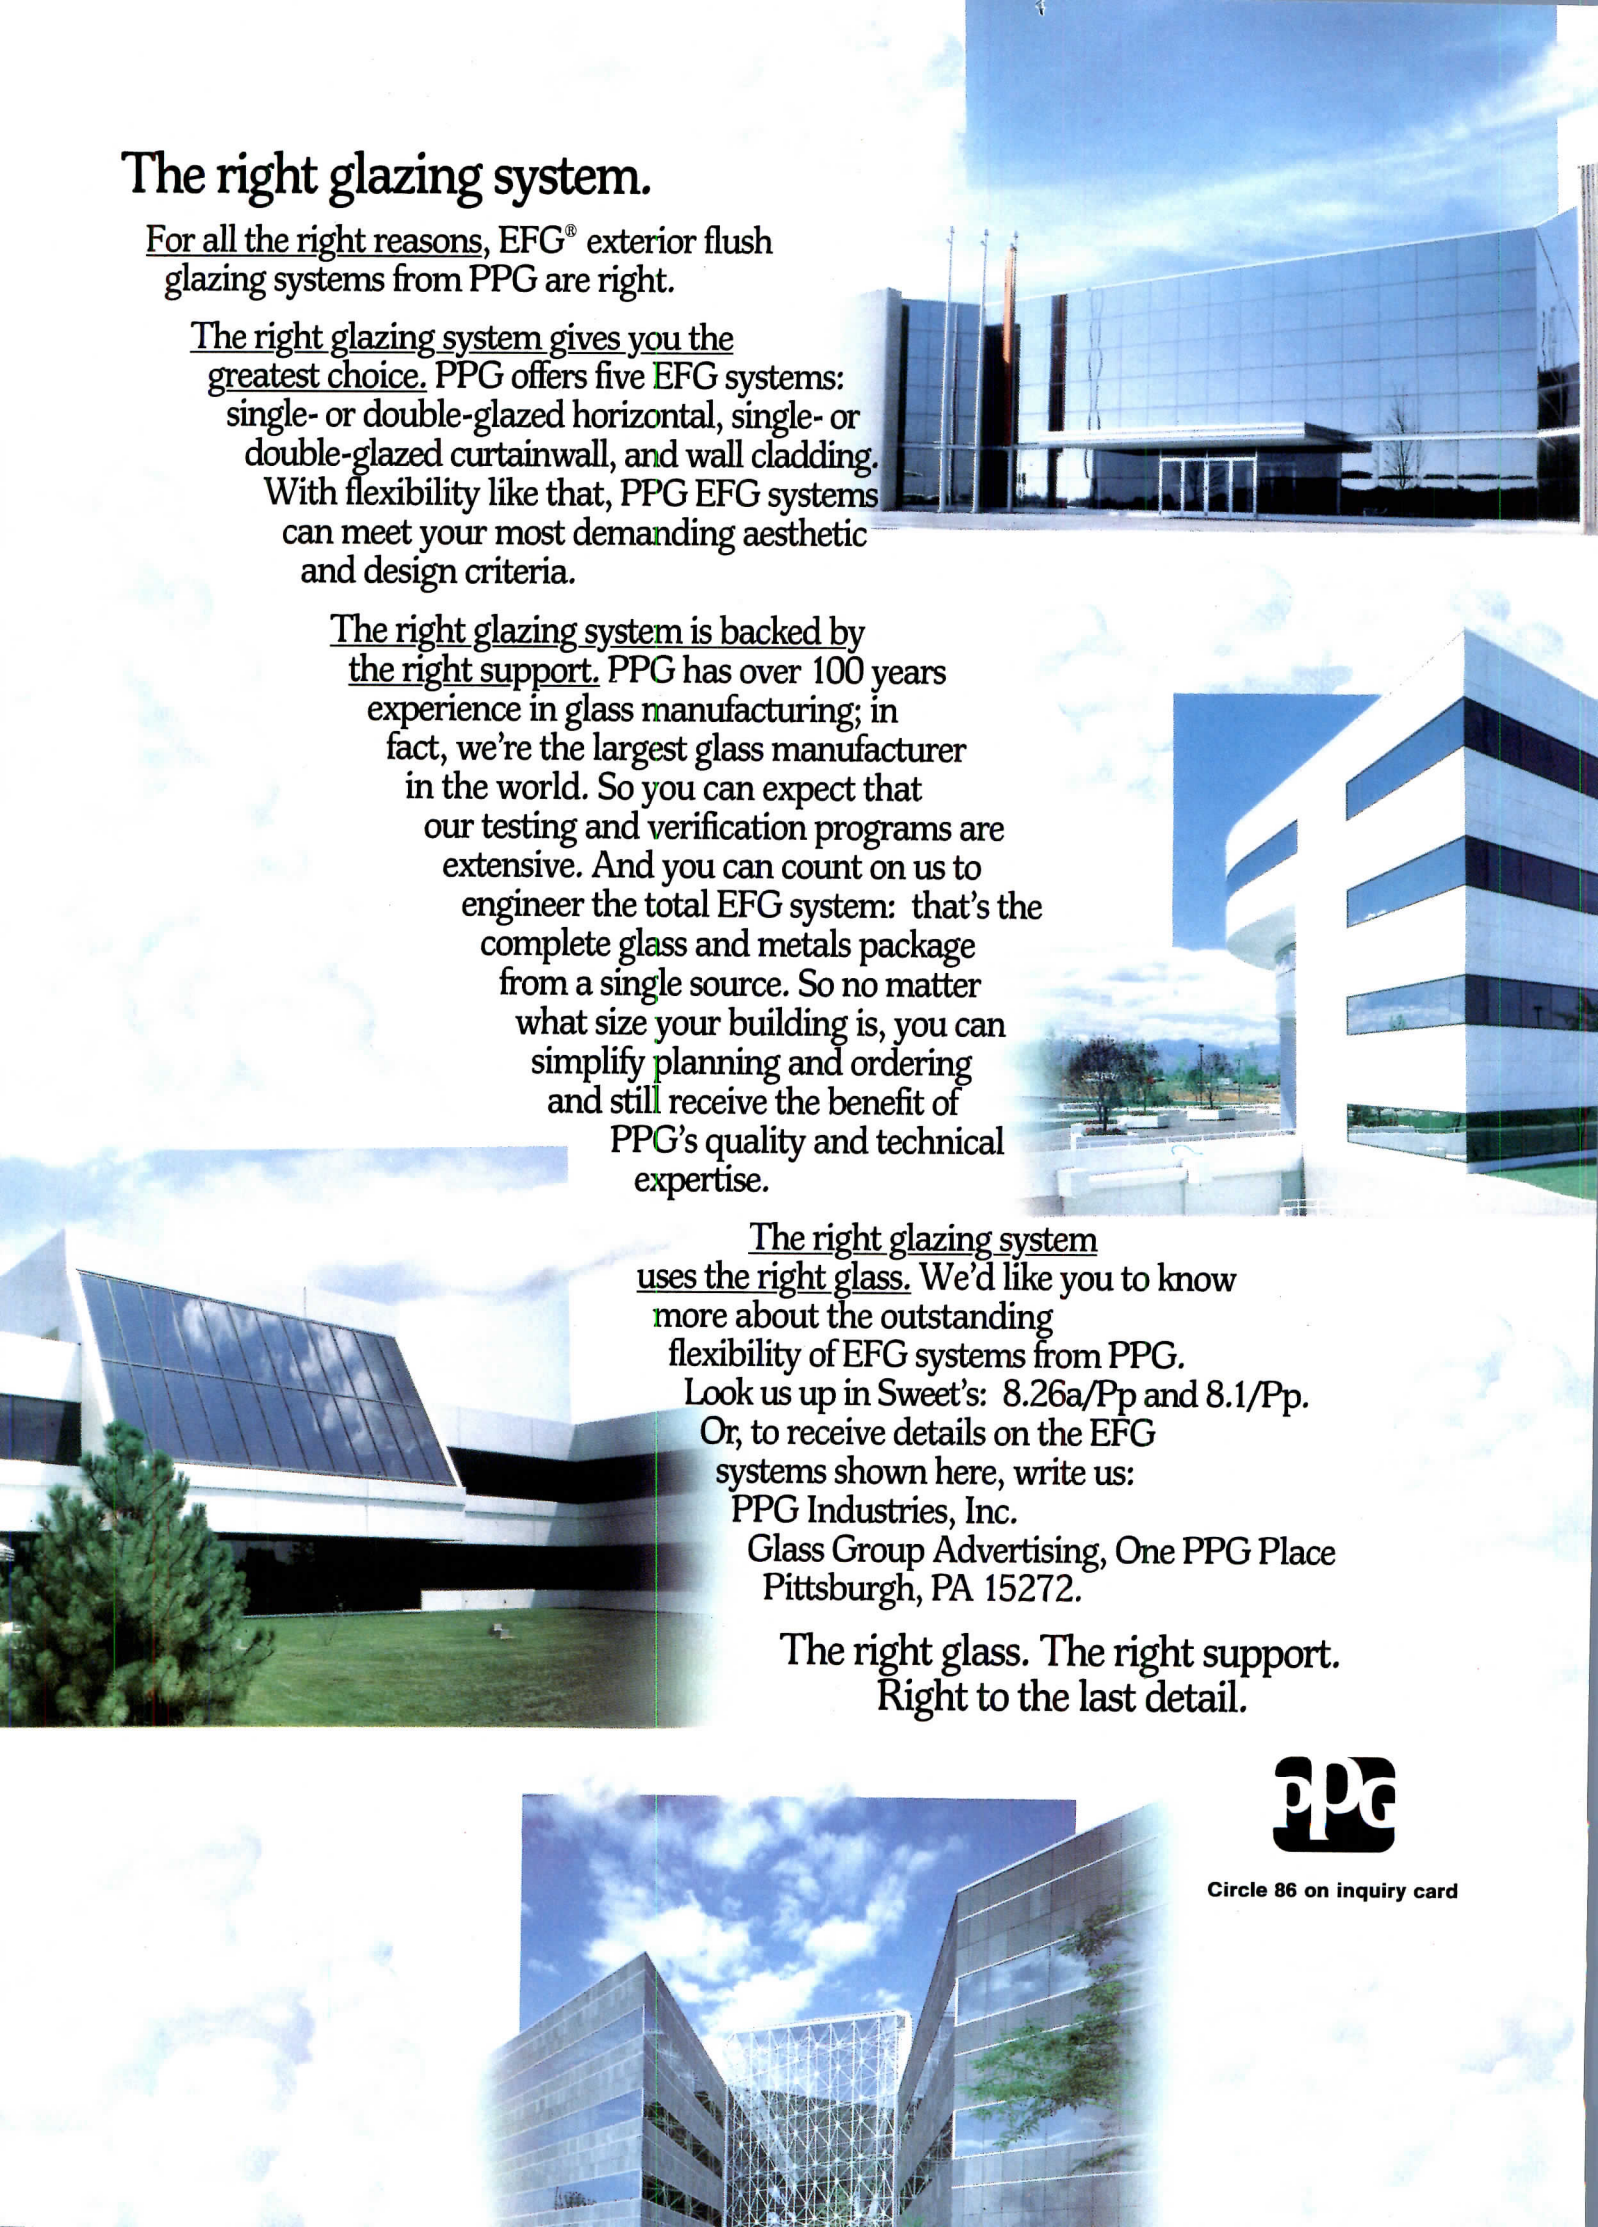 The right glazing system.
For all the right reasons, EFG® exterior flush
glazing systems from PPG are right.
The right glazing system gives you the
greatest choice. PPG offers five EFG systems:
single- or double-glazed horizontal, single- or
double-glazed curtainwall, and wall cladding.
With flexibility like that, PPG EFG systems
can meet your most demanding aesthetic
and design criteria.
The right glazing system is backed by
the right support. PPG has over 100 years
experience in glass manufacturing; in
fact, we're the largest glass manufacturer
in the world. So you can expect that
our testing and verification programs are
extensive. And you can count on us to
engineer the total EFG system: that's the
complete glass and metals package
from a single source. So no matter
what size your building is, you can
simplify planning and ordering
and still receive the benefit of
PPG's quality and technical
expertise.
The right glazing system
uses the right glass. We'd like you to know
more about the outstanding
flexibility of EFG systems from PPG.
Look us up in Sweet's: 8.26a/Pp and 8.1/Pp.
Or, to receive details on the EFG
systems shown here, write us:
PPG Industries, Inc.
Glass Group Advertising, One PPG Place
Pittsburgh, PA 15272.
The right glass. The right support.
Right to the last detail.
PPG
Circle 86 on inquiry card